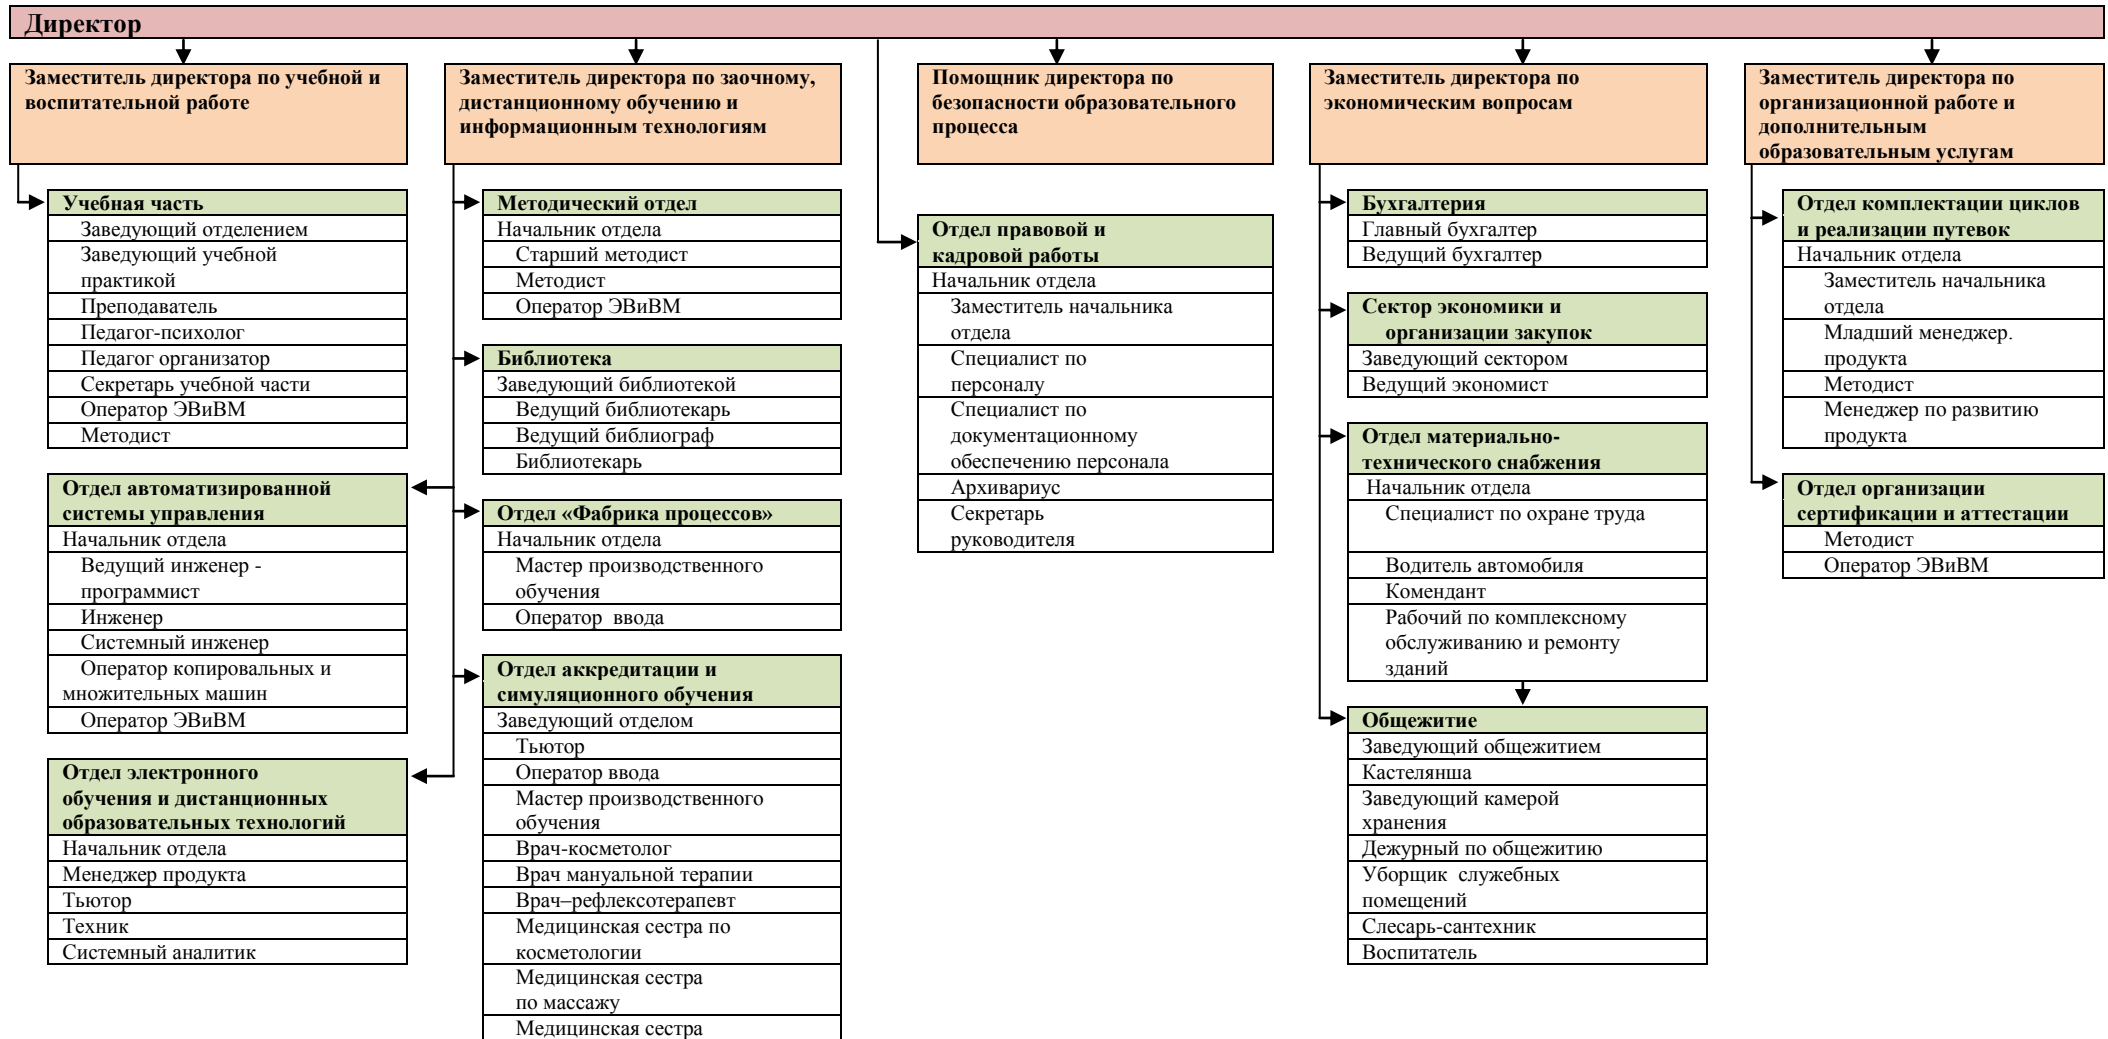 Директор
Заместитель директора по учебной и
воспитательной работе
Заместитель директора по заочному,
дистанционному обучению и
информационным технологиям
Помощник директора по
безопасности образовательного
процесса
Заместитель директора по
экономическим вопросам
Заместитель директора по
организационной работе и
дополнительным
образовательным услугам
Учебная часть
Заведующий отделением
Заведующий учебной
практикой
Преподаватель
Педагог-психолог
Педагог организатор
Секретарь учебной части
Оператор ЭВиВМ
Методист
Отдел автоматизированной
системы управления
Начальник отдела
Ведущий инженер -
программист
Инженер
Системный инженер
Оператор копировальных и
множительных машин
Оператор ЭВиВМ
Отдел электронного
обучения и дистанционных
образовательных технологий
Начальник отдела
Менеджер продукта
Тьютор
Техник
Системный аналитик
Методический отдел
Начальник отдела
Старший методист
Методист
Оператор ЭВиВМ
Библиотека
Заведующий библиотекой
Ведущий библиотекарь
Ведущий библиограф
Библиотекарь
Отдел «Фабрика процессов»
Начальник отдела
Мастер производственного
обучения
Оператор ввода
Отдел аккредитации и
симуляционного обучения
Заведующий отделом
Тьютор
Оператор ввода
Мастер производственного
обучения
Врач-косметолог
Врач мануальной терапии
Врач–рефлексотерапевт
Медицинская сестра по
косметологии
Медицинская сестра
по массажу
Медицинская сестра
Отдел правовой и
кадровой работы
Начальник отдела
Заместитель начальника
отдела
Специалист по
персоналу
Специалист по
документационному
обеспечению персонала
Архивариус
Секретарь
руководителя
Бухгалтерия
Главный бухгалтер
Ведущий бухгалтер
Сектор экономики и
организации закупок
Заведующий сектором
Ведущий экономист
Отдел материально-
технического снабжения
Начальник отдела
Специалист по охране труда
Водитель автомобиля
Комендант
Рабочий по комплексному
обслуживанию и ремонту
зданий
Общежитие
Заведующий общежитием
Кастелянша
Заведующий камерой
хранения
Дежурный по общежитию
Уборщик служебных
помещений
Слесарь-сантехник
Воспитатель
Отдел комплектации циклов
и реализации путевок
Начальник отдела
Заместитель начальника
отдела
Младший менеджер.
продукта
Методист
Менеджер по развитию
продукта
Отдел организации
сертификации и аттестации
Методист
Оператор ЭВиВМ